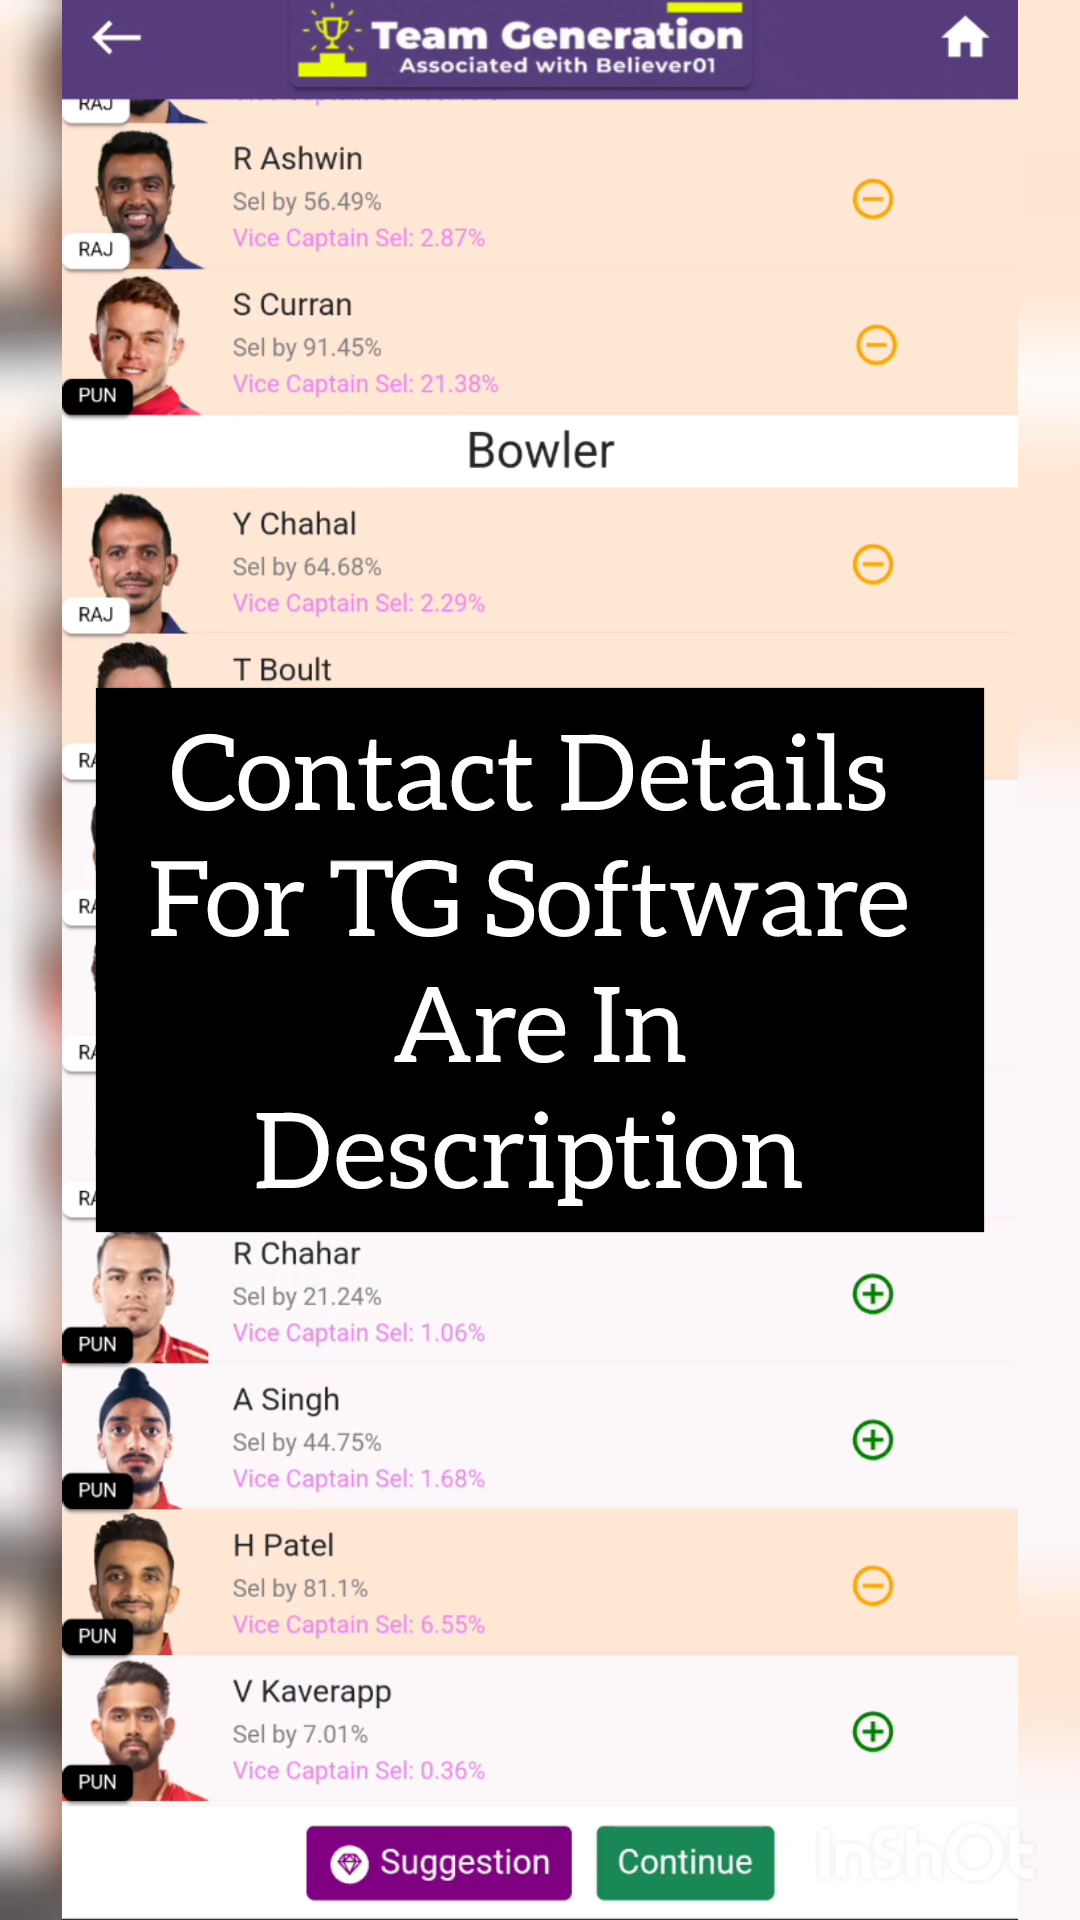 Team Generation
Associated with Believer01
RAJ
R Ashwin
Sel by 56.49%
Vice Captain Sel: 2.87%
RAJ
S Curran
Sel by 91.45%
Vice Captain Sel: 21.38%
PUN
Bowler
Y Chahal
Sel by 64.68%
Vice Captain Sel: 2.29%
RAJ
T Boult
Contact Details
For TG Software
Are In
Description
R Chahar
Sel by 21.24%
Vice Captain Sel: 1.06%
PUN
A Singh
Sel by 44.75%
Vice Captain Sel: 1.68%
PUN
H Patel
Sel by 81.1%
Vice Captain Sel: 6.55%
PUN
V Kaverapp
Sel by 7.01%
Vice Captain Sel: 0.36%
PUN
Suggestion
Continue
InShOt